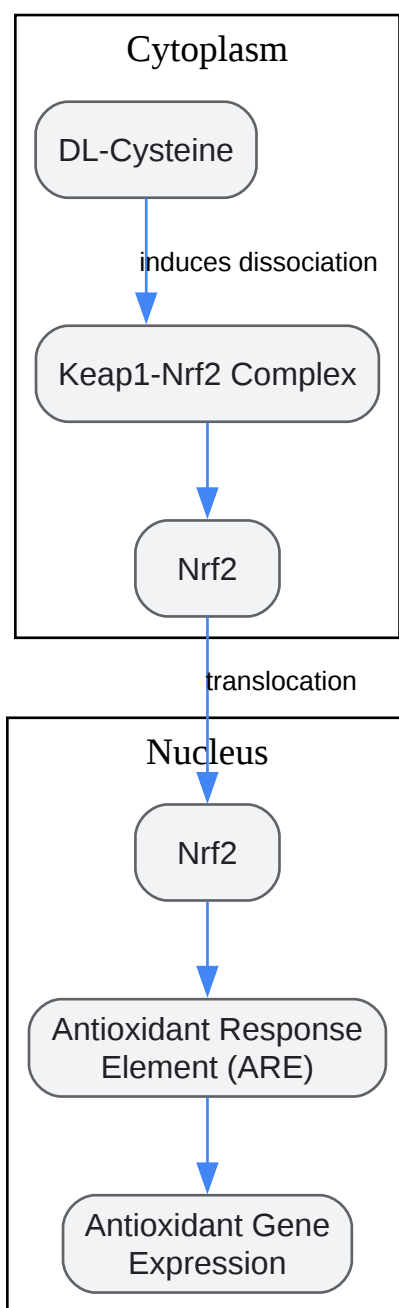 Cytoplasm
DL-Cysteine
induces dissociation
Keap1-Nrf2 Complex
Nrf2
translocation
Nucleus
Nrf2
Antioxidant Response
Element (ARE)
Antioxidant Gene
Expression